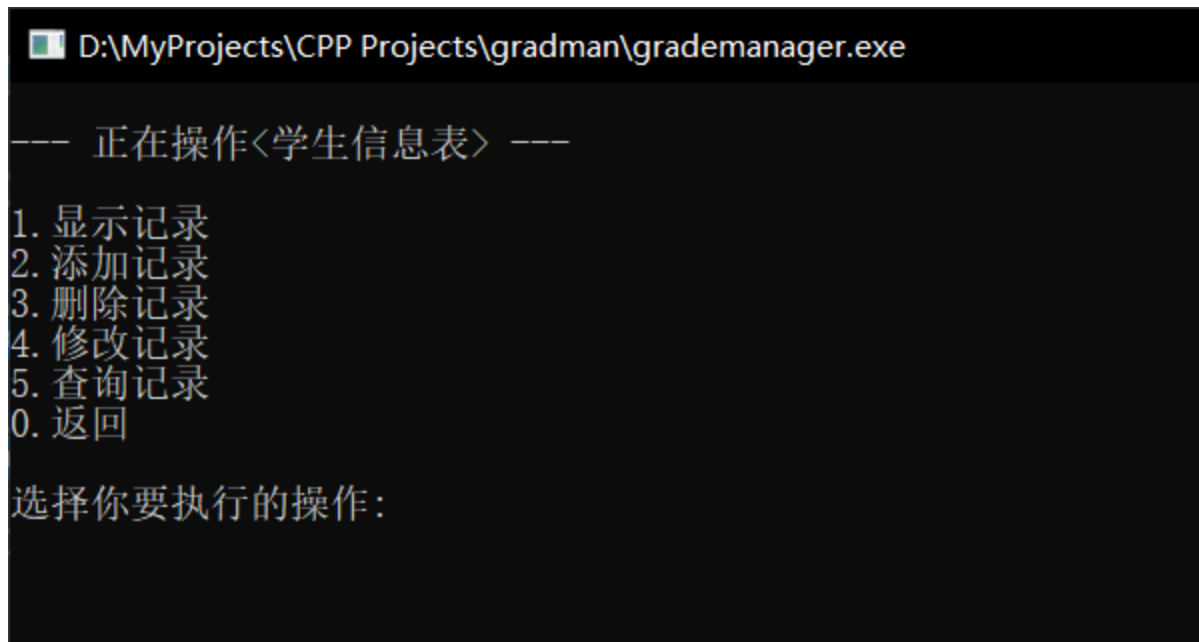 D:\MyProjects\CPP Projects\gradman\grademanager.exe
--- 正在操作<学生信息表> ---
1.显示记录
2.添加记录
3.删除记录
4.修改记录
5.查询记录
0.返回
选择你要执行的操作: